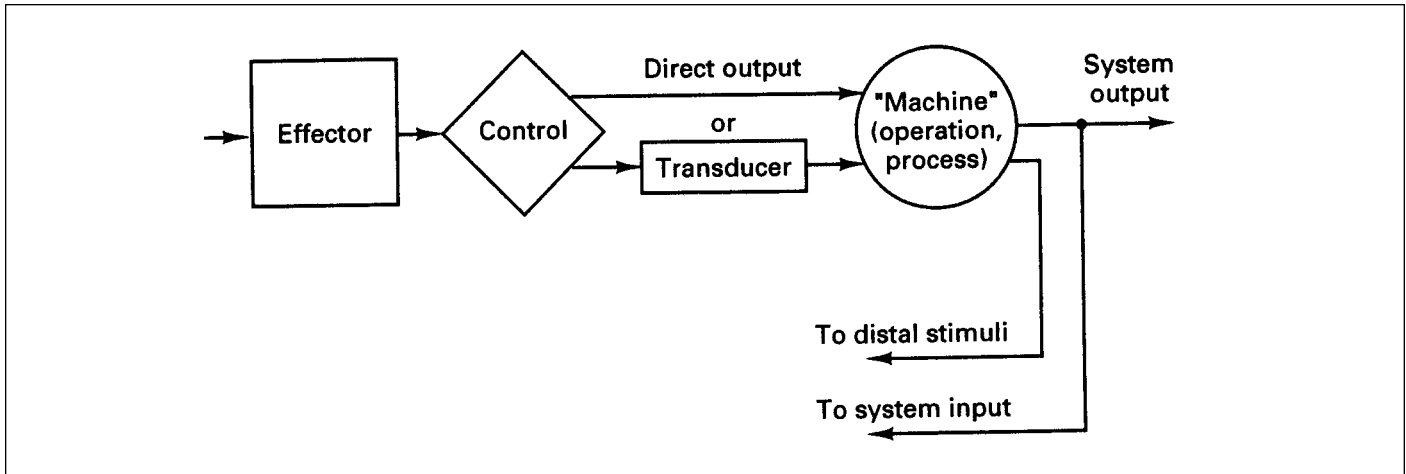 Effector
Control
Direct output
or
Transducer
"Machine"
(operation,
process)
System
output
To distal stimuli
To system input